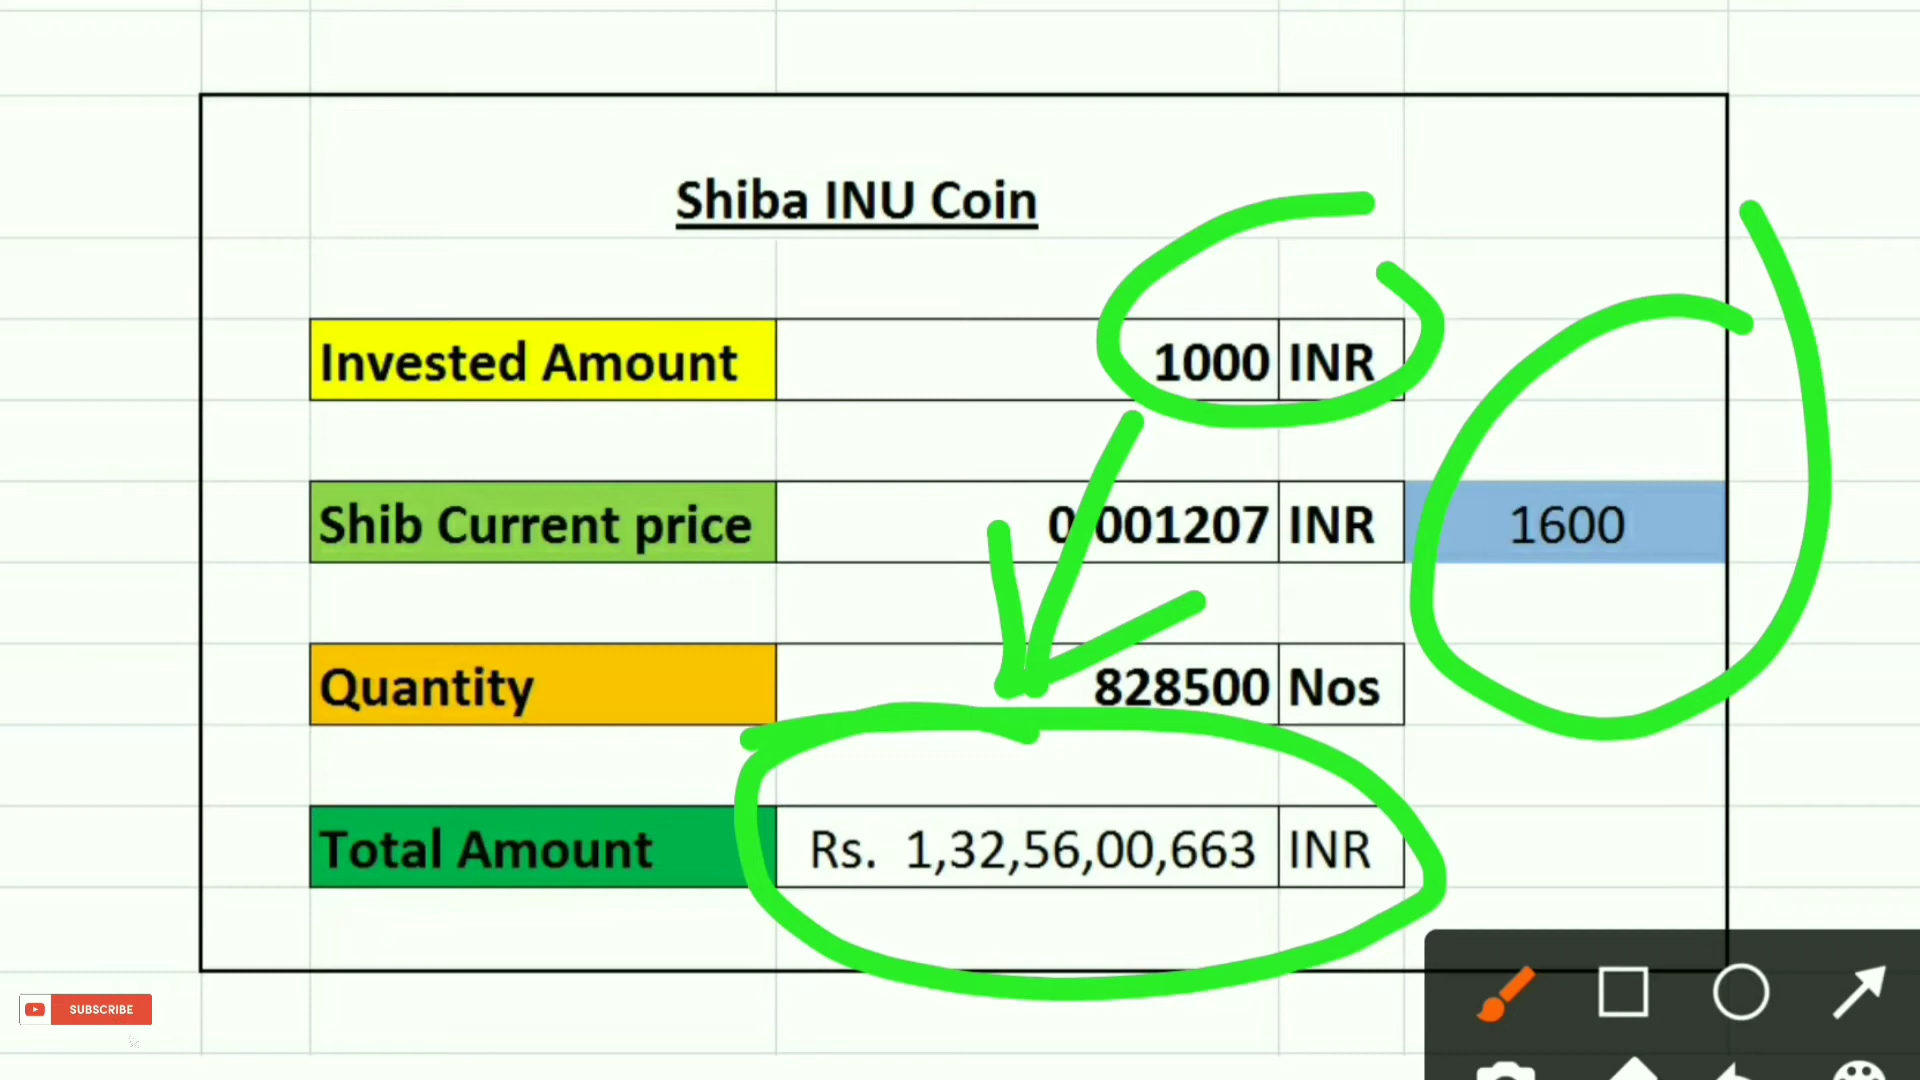 Shiba INU Coin
Invested Amount 1000 INR
Shib Current price 0.001207 INR 1600
Quantity 828500 Nos
Total Amount Rs. 1,32,56,00,663 INR
SUBSCRIBE